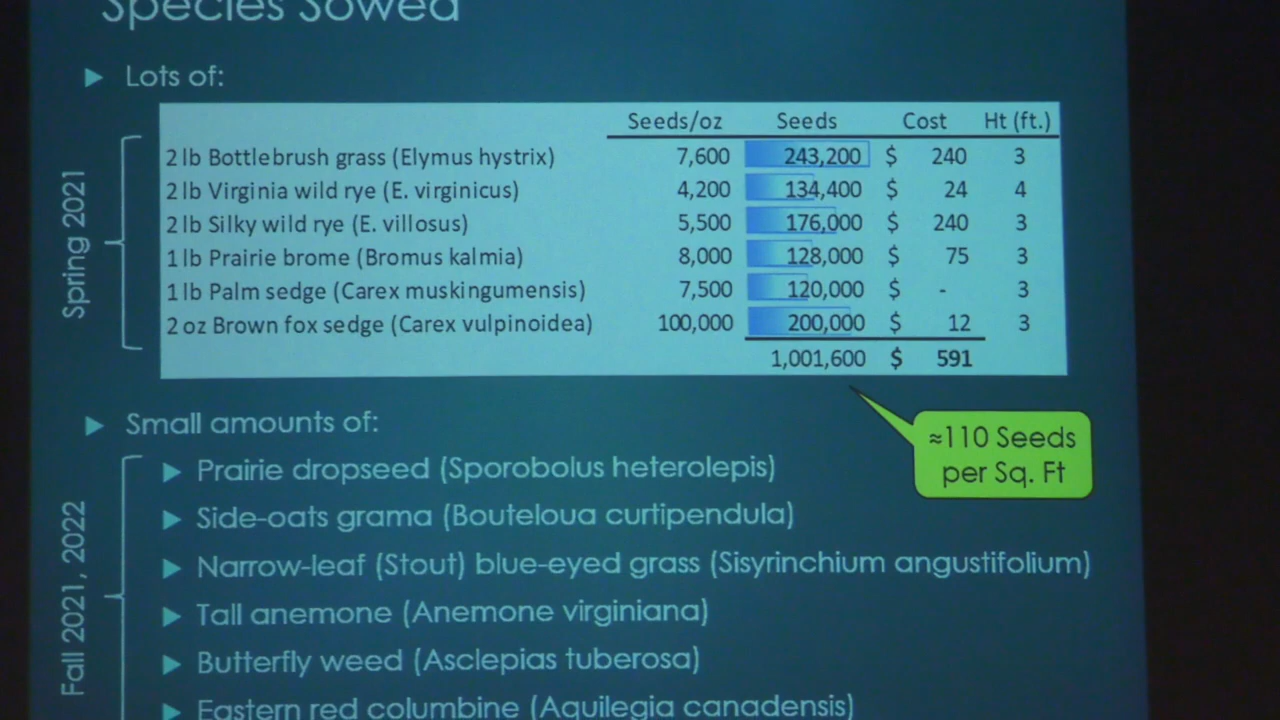 Species Sowed
Lots of:
Seeds/oz Seeds Cost Ht (ft.)
2 lb Bottlebrush grass (Elymus hystrix) 7,600 243,200 $ 240 3
2 lb Virginia wild rye (E. virginicus) 4,200 134,400 $ 24 4
2 lb Silky wild rye (E. villosus) 5,500 176,000 $ 240 3
1 lb Prairie brome (Bromus kalmia) 8,000 128,000 $ 75 3
1 lb Palm sedge (Carex muskingumensis) 7,500 120,000 $ - 3
2 oz Brown fox sedge (Carex vulpinoidea) 100,000 200,000 $ 12 3
1,001,600 $ 591
Spring 2021
≈110 Seeds
per Sq. Ft
Small amounts of:
Prairie dropseed (Sporobolus heterolepis)
Side-oats grama (Bouteloua curtipendula)
Narrow-leaf (Stout) blue-eyed grass (Sisyrinchium angustifolium)
Tall anemone (Anemone virginiana)
Butterfly weed (Asclepias tuberosa)
Eastern red columbine (Aquilegia canadensis)
Fall 2021, 2022